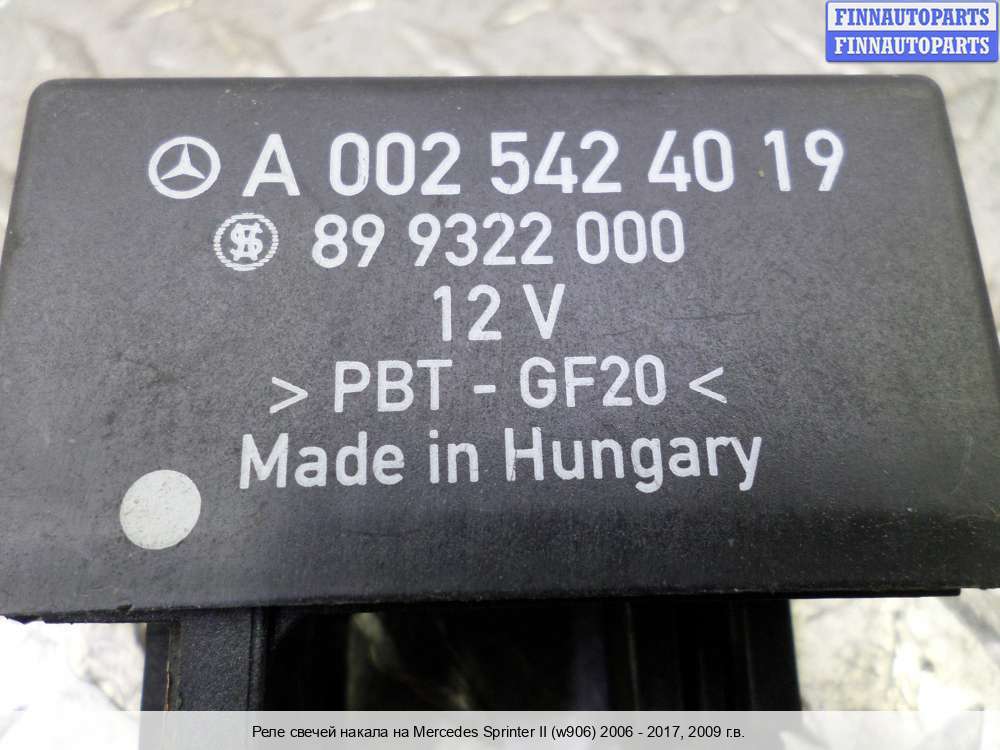 FINNAUTOPARTS
FINNAUTOPARTS
A 002 542 40 19
89 9322 000
12 V
> PBT - GF20 <
Made in Hungary
Реле свечей накала на Mercedes Sprinter II (w906) 2006 - 2017, 2009 г.в.